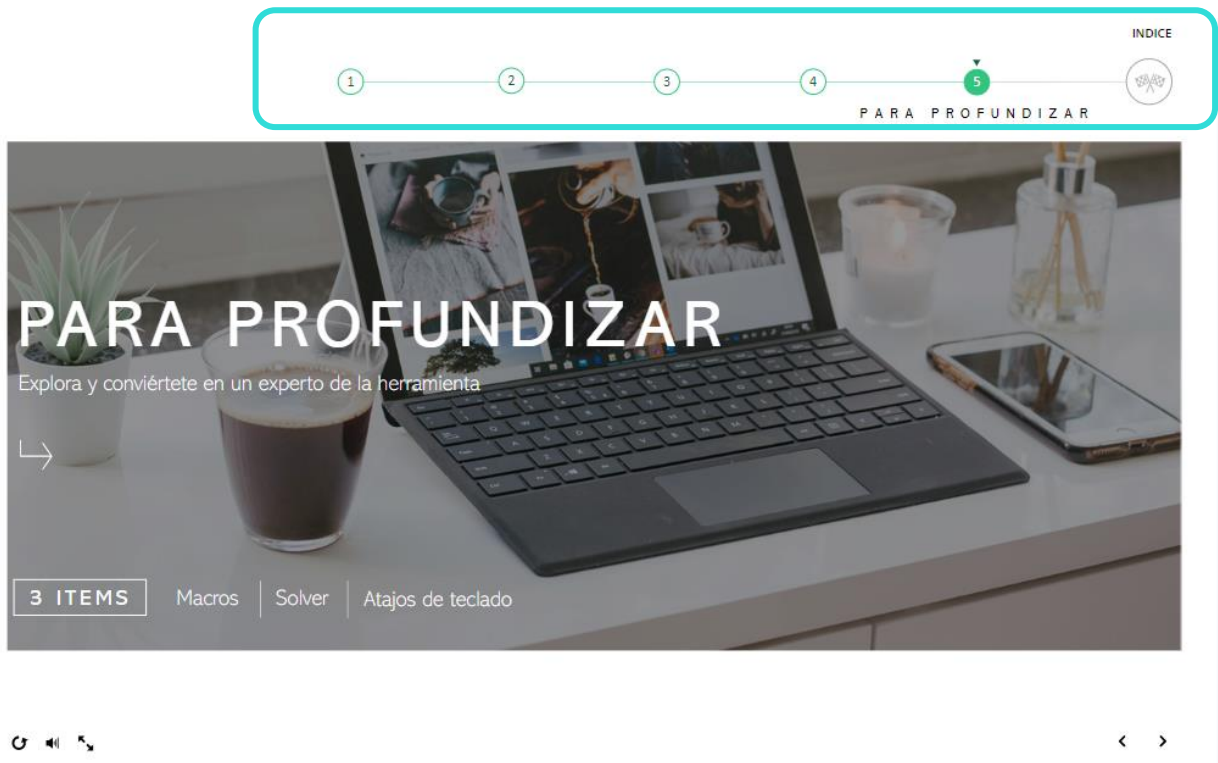 INDICE
1 2 3 4 5
PARA PROFUNDIZAR
PARA PROFUNDIZAR
Explora y conviértete en un experto de la herramienta
3 ITEMS Macros Solver Atajos de teclado